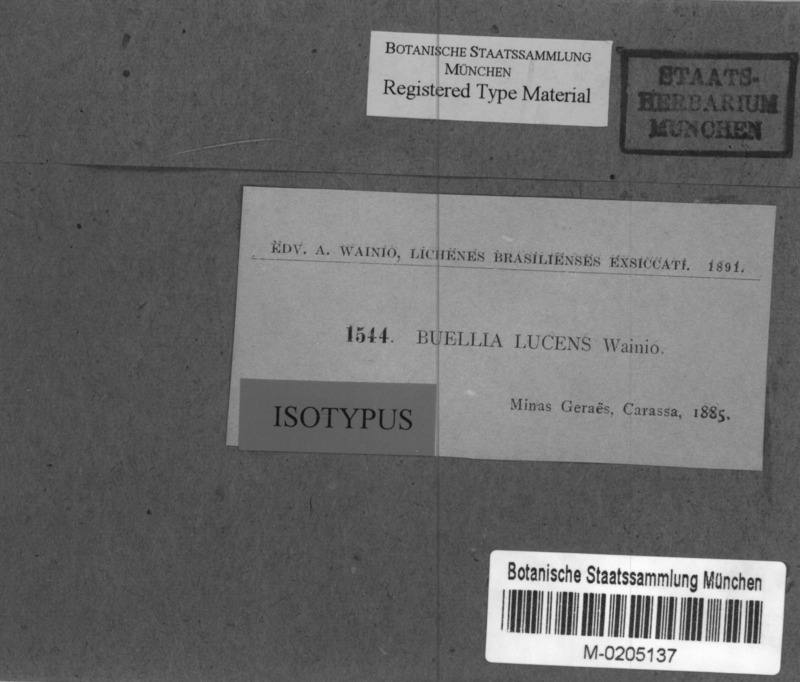 BOTANISCHE STAATSSAMMLUNG
MÜNCHEN
Registered Type Material
STAATS-
HERBARIUM
MÜNCHEN
EDV. A. WAINIO, LICHENES BRASILIENSES EXSICCATI. 1891.
1544. BUELLIA LUCENS Wainio.
Minas Geraës, Carassa, 1885.
ISOTYPUS
Botanische Staatssammlung München
M-0205137